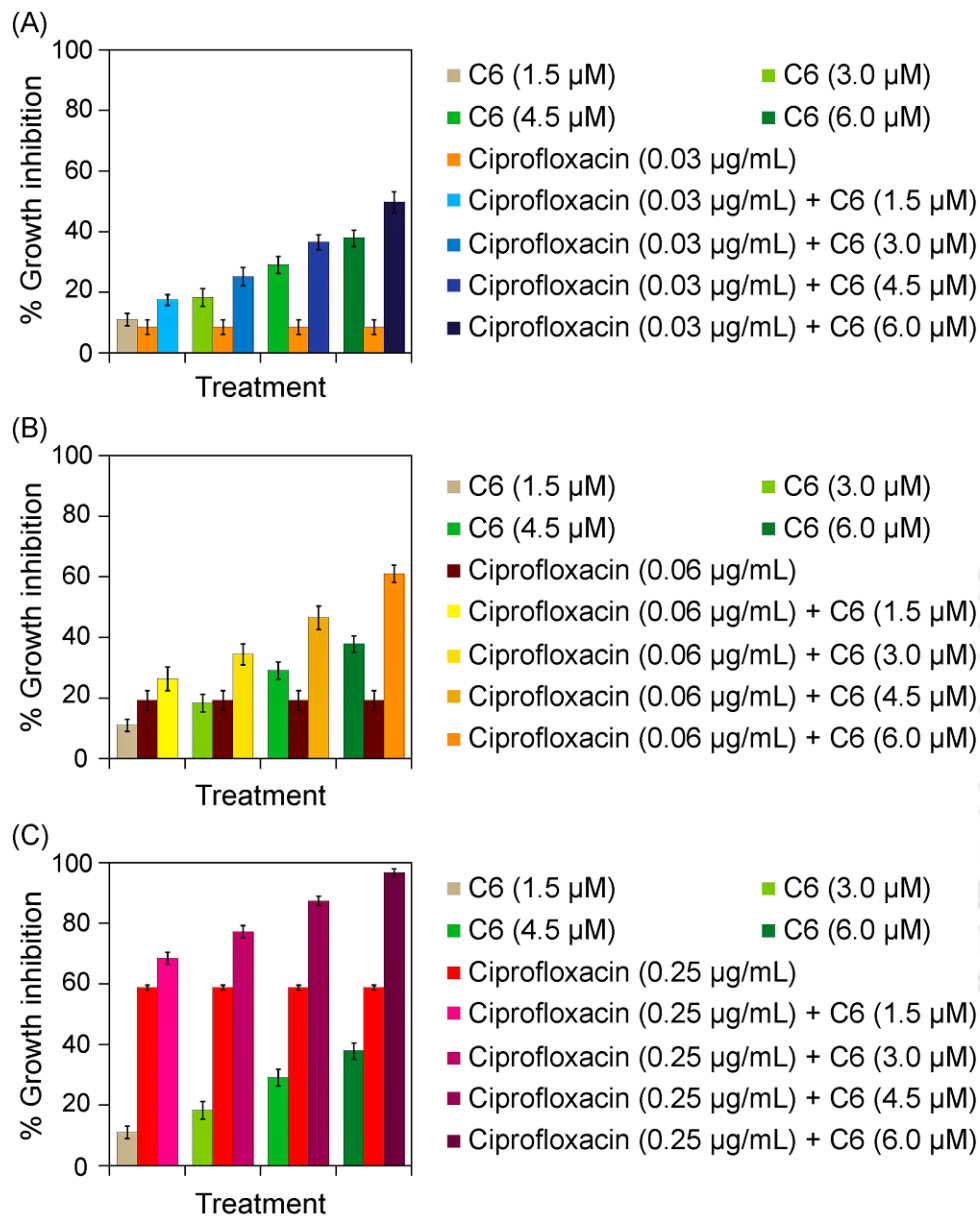 (A)
100
80
60
40
20
0
% Growth inhibition
Treatment
C6 (1.5 µM) C6 (3.0 µM)
C6 (4.5 µM) C6 (6.0 µM)
Ciprofloxacin (0.03 µg/mL)
Ciprofloxacin (0.03 µg/mL) + C6 (1.5 µM)
Ciprofloxacin (0.03 µg/mL) + C6 (3.0 µM)
Ciprofloxacin (0.03 µg/mL) + C6 (4.5 µM)
Ciprofloxacin (0.03 µg/mL) + C6 (6.0 µM)
(B)
100
80
60
40
20
0
% Growth inhibition
Treatment
C6 (1.5 µM) C6 (3.0 µM)
C6 (4.5 µM) C6 (6.0 µM)
Ciprofloxacin (0.06 µg/mL)
Ciprofloxacin (0.06 µg/mL) + C6 (1.5 µM)
Ciprofloxacin (0.06 µg/mL) + C6 (3.0 µM)
Ciprofloxacin (0.06 µg/mL) + C6 (4.5 µM)
Ciprofloxacin (0.06 µg/mL) + C6 (6.0 µM)
(C)
100
80
60
40
20
0
% Growth inhibition
Treatment
C6 (1.5 µM) C6 (3.0 µM)
C6 (4.5 µM) C6 (6.0 µM)
Ciprofloxacin (0.25 µg/mL)
Ciprofloxacin (0.25 µg/mL) + C6 (1.5 µM)
Ciprofloxacin (0.25 µg/mL) + C6 (3.0 µM)
Ciprofloxacin (0.25 µg/mL) + C6 (4.5 µM)
Ciprofloxacin (0.25 µg/mL) + C6 (6.0 µM)